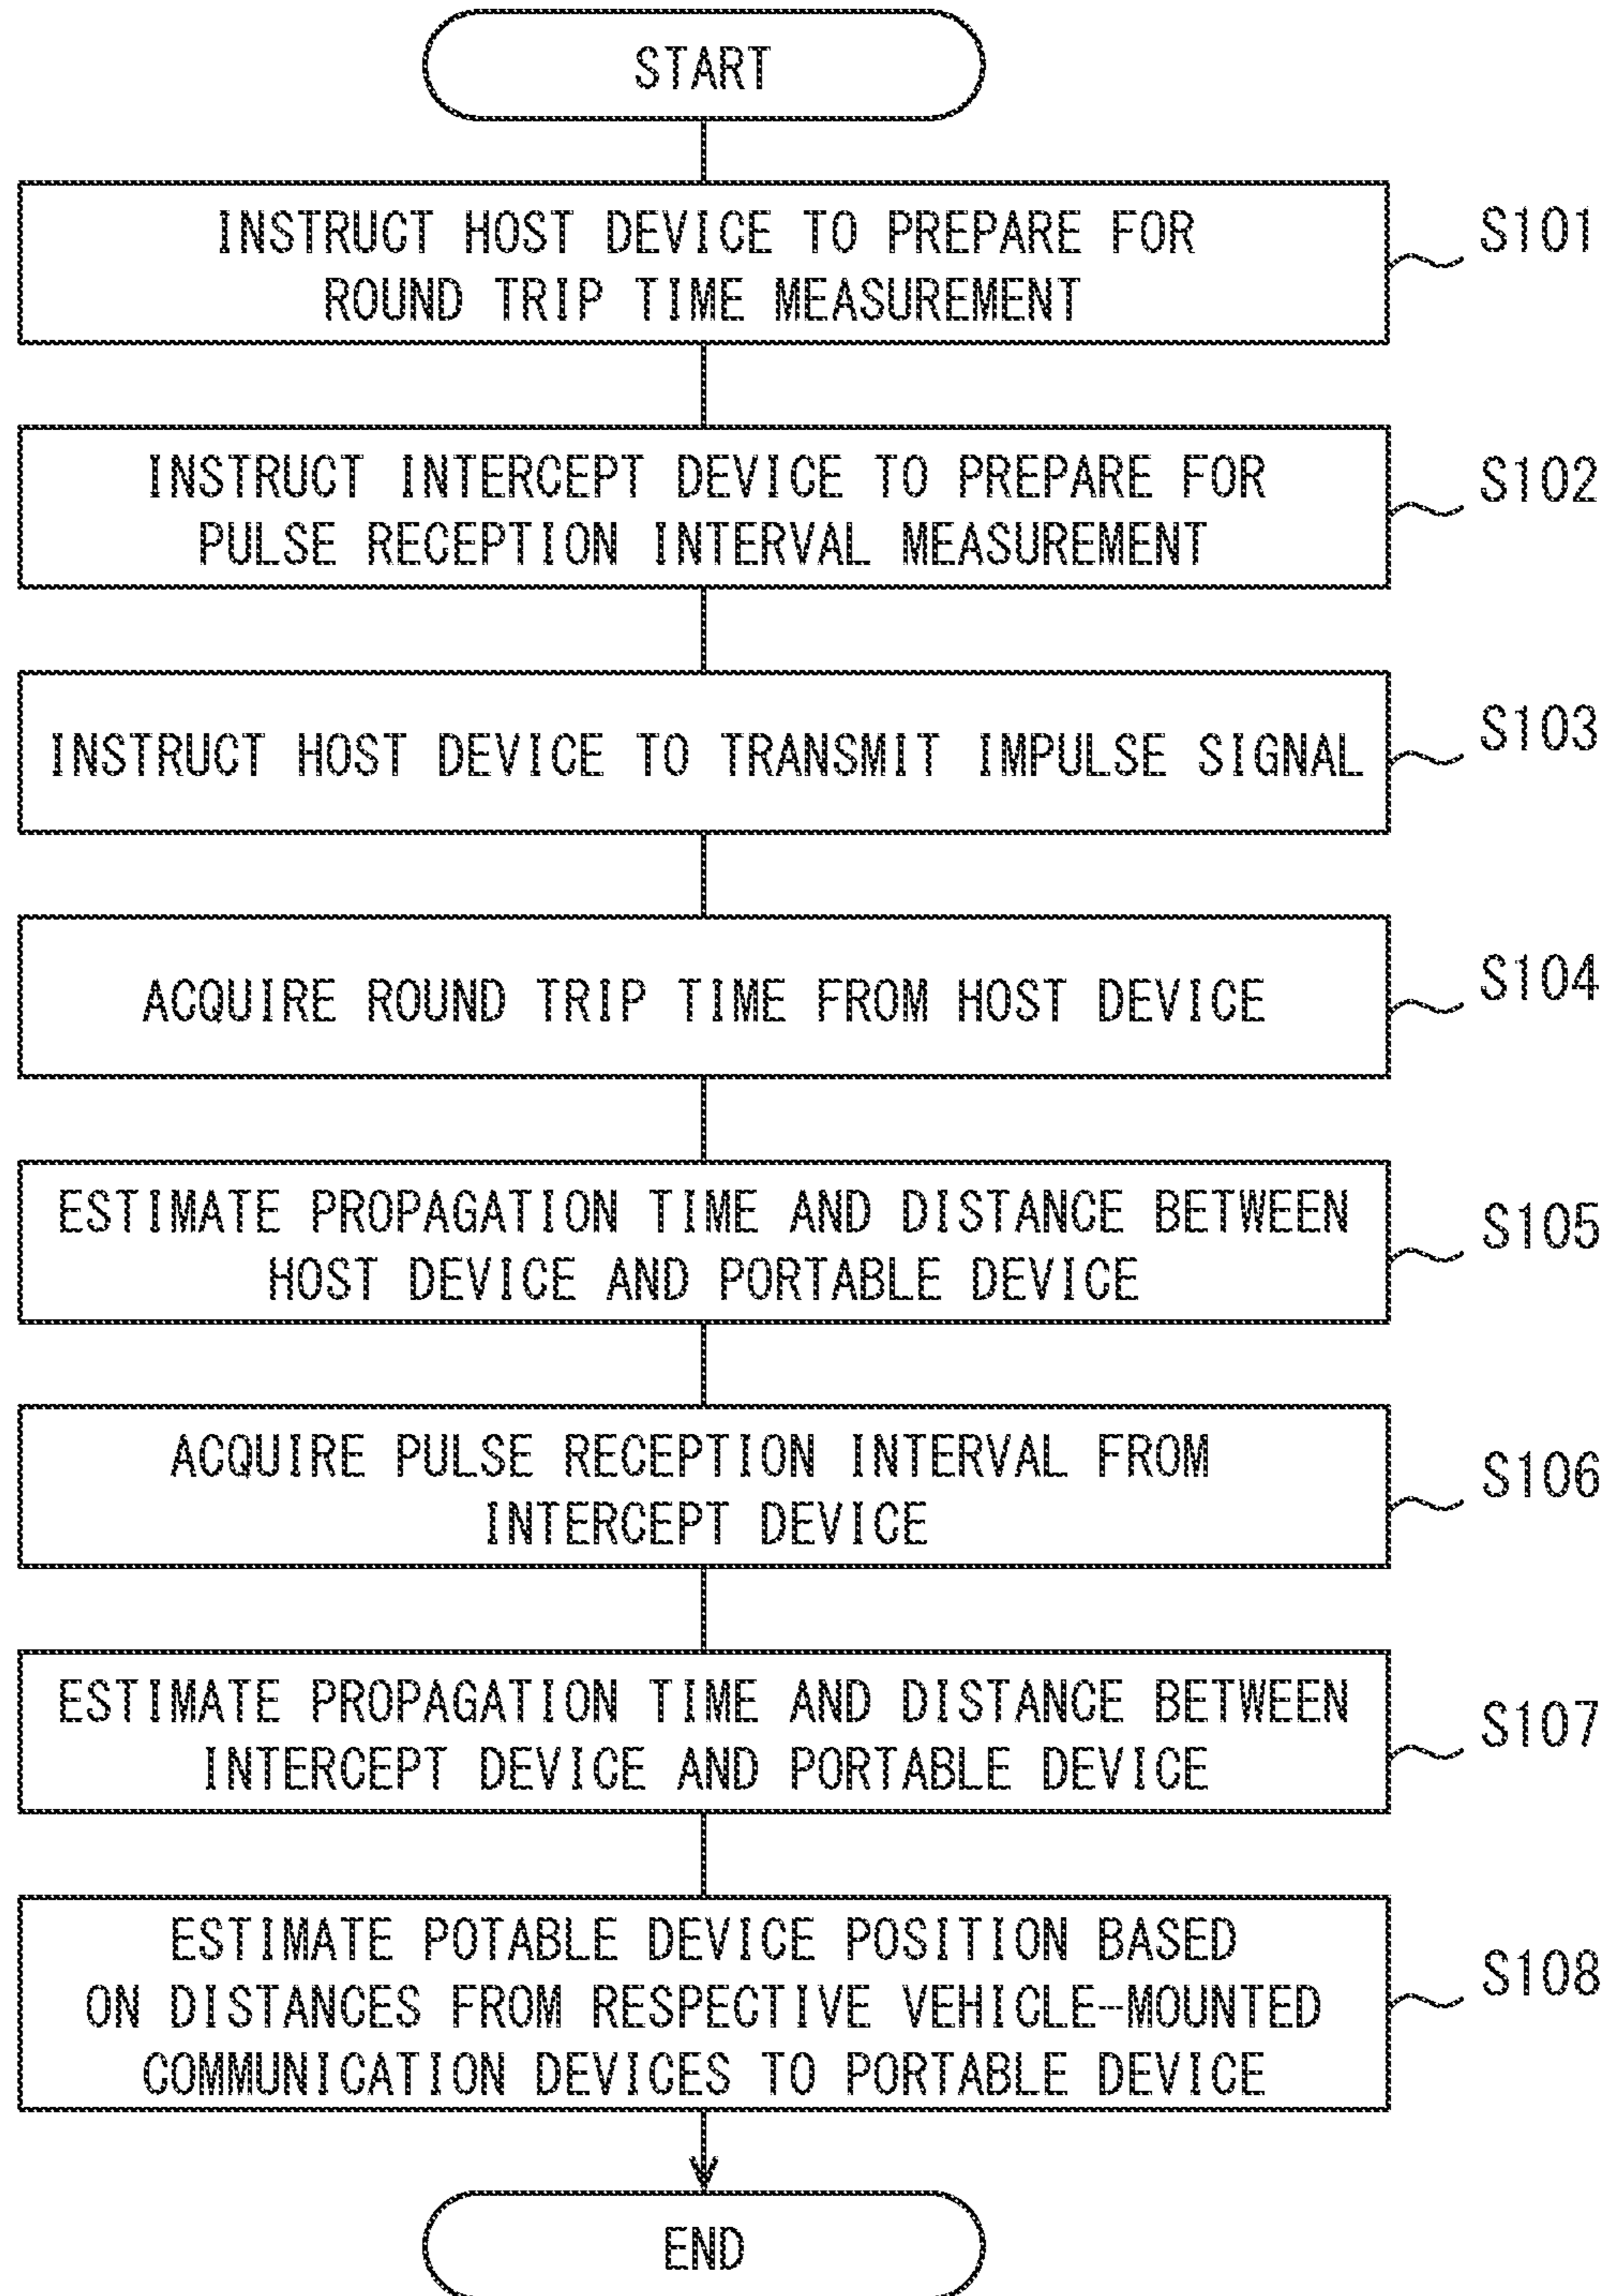 START
INSTRUCT HOST DEVICE TO PREPARE FOR
ROUND TRIP TIME MEASUREMENT
S101
INSTRUCT INTERCEPT DEVICE TO PREPARE FOR
PULSE RECEPTION INTERVAL MEASUREMENT
S102
INSTRUCT HOST DEVICE TO TRANSMIT IMPULSE SIGNAL
S103
ACQUIRE ROUND TRIP TIME FROM HOST DEVICE
S104
ESTIMATE PROPAGATION TIME AND DISTANCE BETWEEN
HOST DEVICE AND PORTABLE DEVICE
S105
ACQUIRE PULSE RECEPTION INTERVAL FROM
INTERCEPT DEVICE
S106
ESTIMATE PROPAGATION TIME AND DISTANCE BETWEEN
INTERCEPT DEVICE AND PORTABLE DEVICE
S107
ESTIMATE POTABLE DEVICE POSITION BASED
ON DISTANCES FROM RESPECTIVE VEHICLE-MOUNTED
COMMUNICATION DEVICES TO PORTABLE DEVICE
S108
END